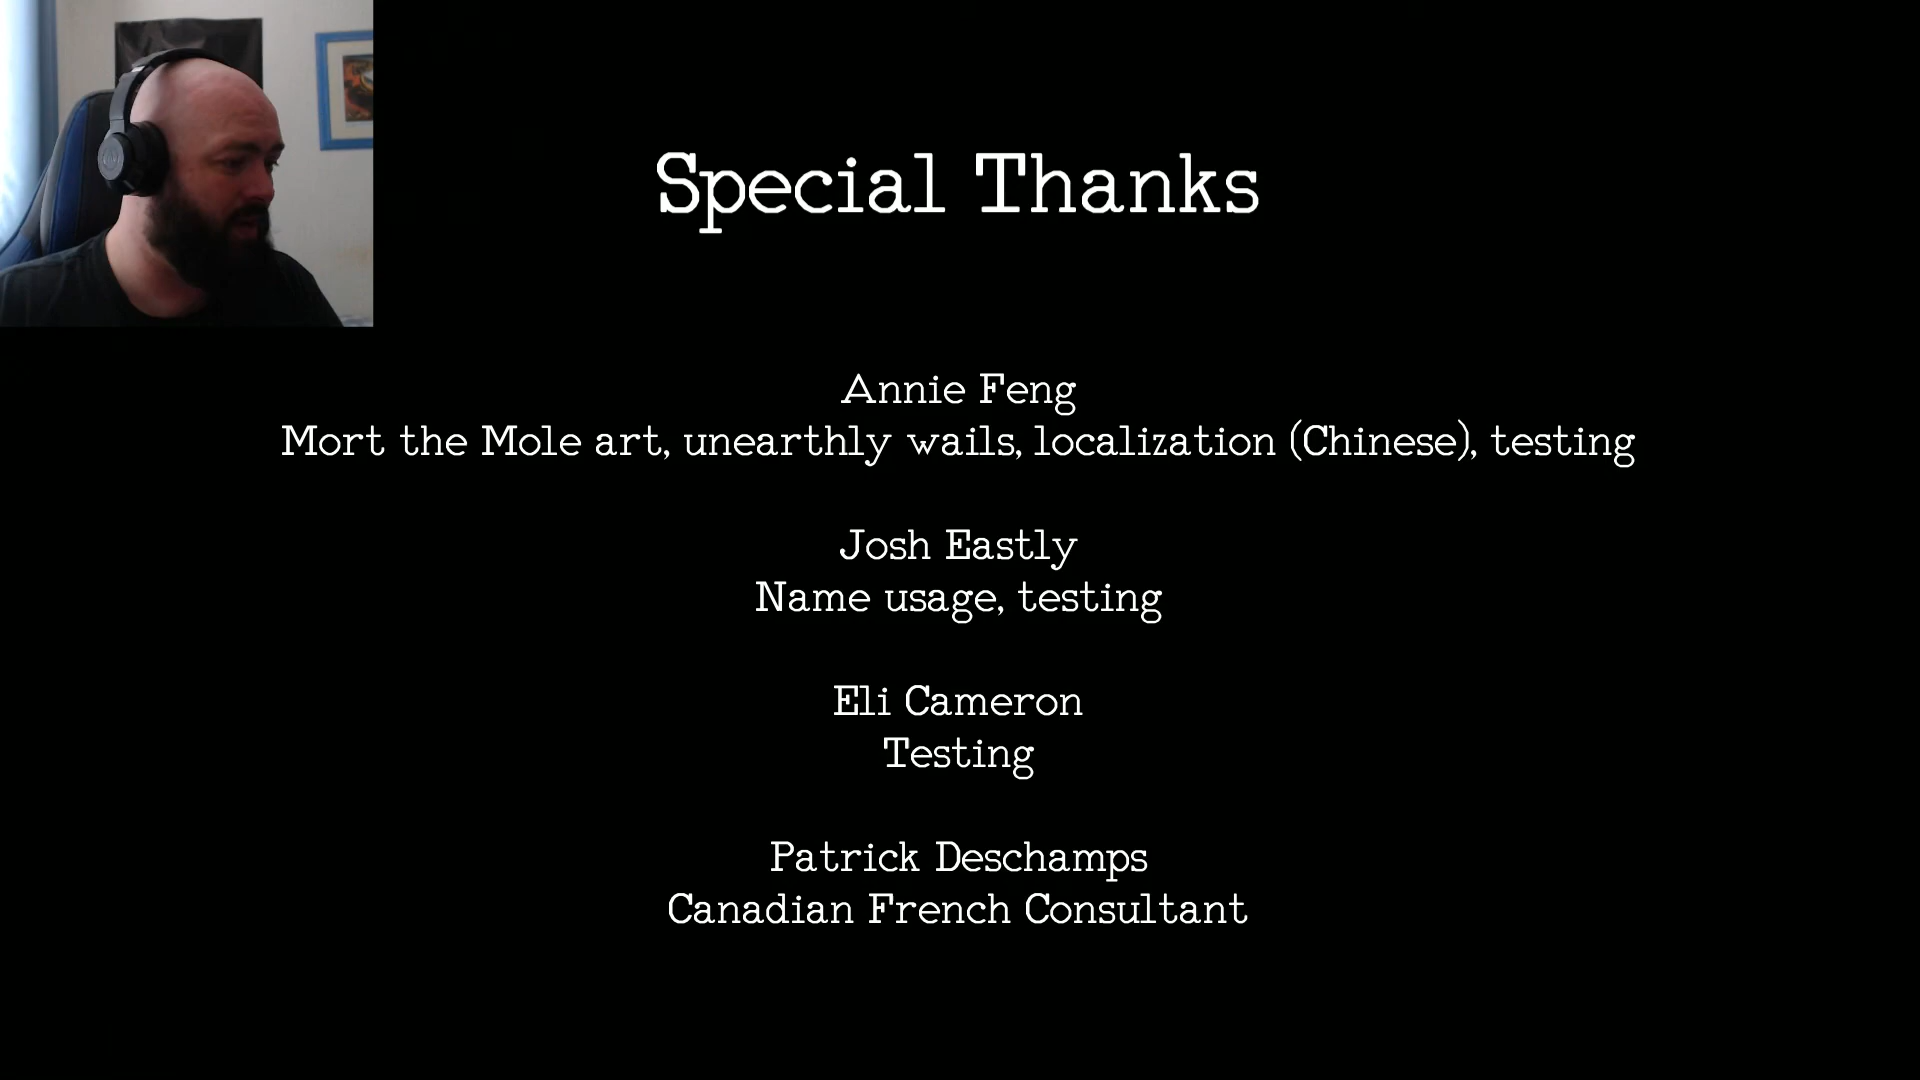 Special Thanks
Annie Feng
Mort the Mole art, unearthly wails, localization (Chinese), testing
Josh Eastly
Name usage, testing
Eli Cameron
Testing
Patrick Deschamps
Canadian French Consultant